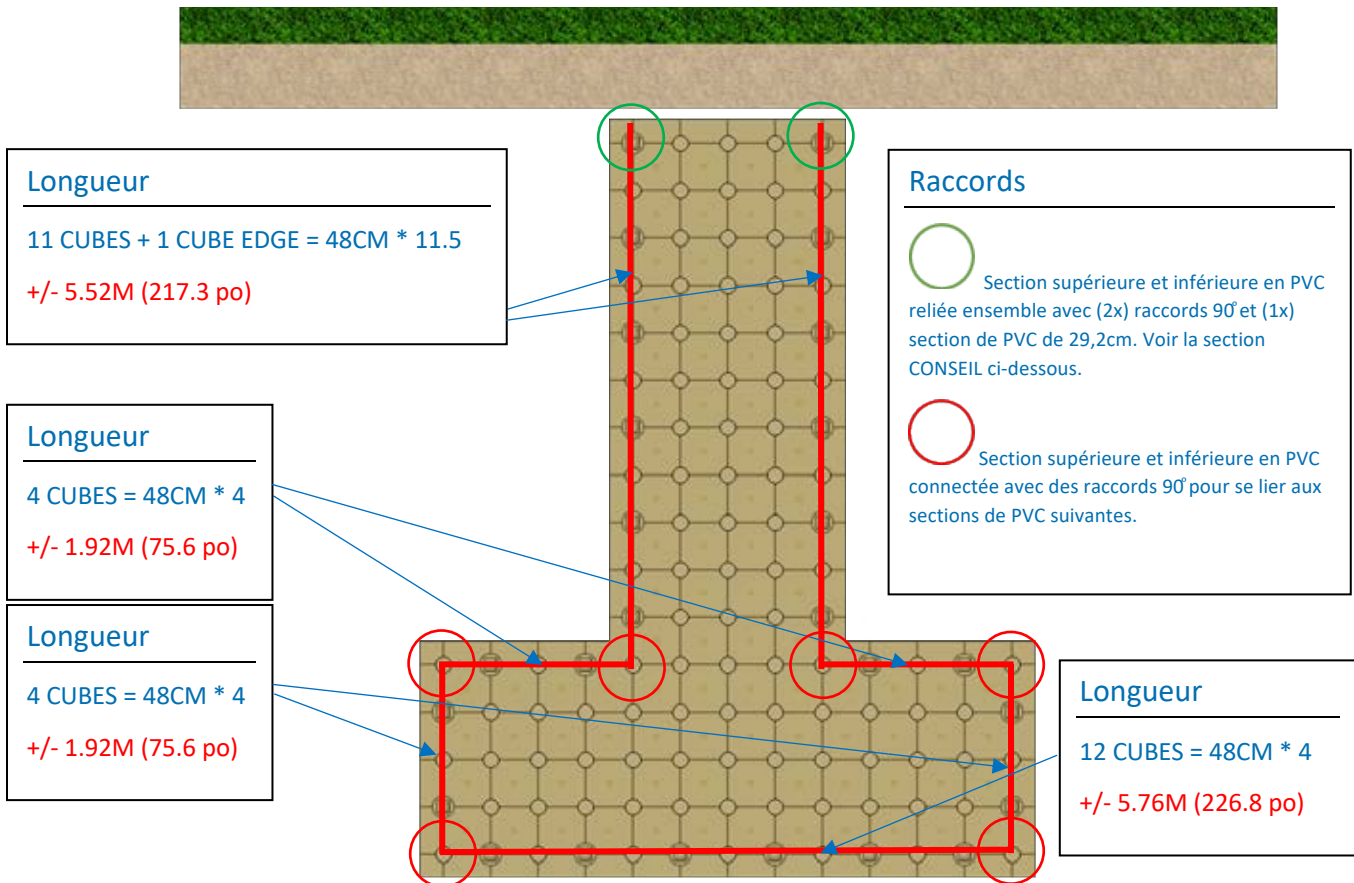 Longueur
11 CUBES + 1 CUBE EDGE = 48CM * 11.5
+/- 5.52M (217.3 po)
Longueur
4 CUBES = 48CM * 4
+/- 1.92M (75.6 po)
Longueur
4 CUBES = 48CM * 4
+/- 1.92M (75.6 po)
Raccords
Section supérieure et inférieure en PVC
reliée ensemble avec (2x) raccords 90° et (1x)
section de PVC de 29,2cm. Voir la section
CONSEIL ci-dessous.
Section supérieure et inférieure en PVC
connectée avec des raccords 90° pour se lier aux
sections de PVC suivantes.
Longueur
12 CUBES = 48CM * 4
+/- 5.76M (226.8 po)